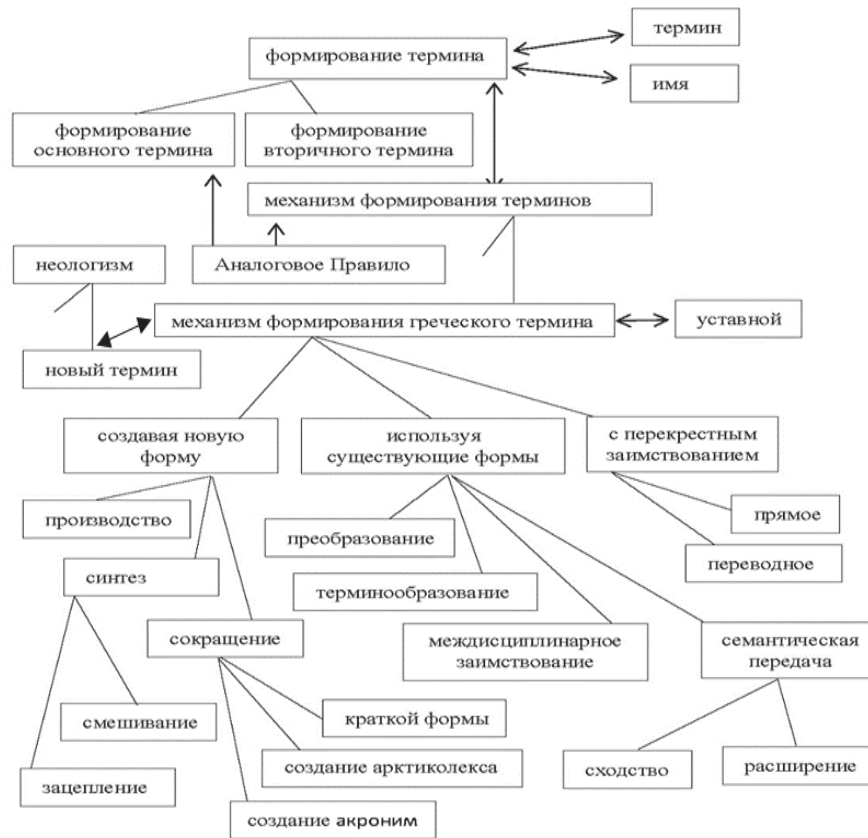 термин
формирование термина
имя
формирование
основного термина
формирование
вторичного термина
механизм формирования терминов
неологизм
Аналоговое Правило
механизм формирования греческого термина
уставной
новый термин
создавая новую
форму
используя
существующие формы
с перекрестным
заимствованием
производство
прямое
преобразование
переводное
синтез
терминообразование
сокращение
междисциплинарное
заимствование
семантическая
передача
смешивание
краткой формы
создание арктиколекса
сходство
расширение
зацепление
создание акроним